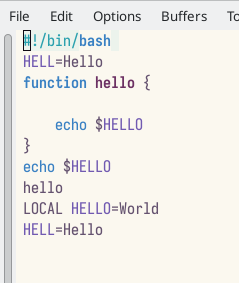 File Edit Options Buffers To
#!/bin/bash
HELL=Hello
function hello {
echo $HELLO
}
echo $HELLO
hello
LOCAL HELLO=World
HELL=Hello